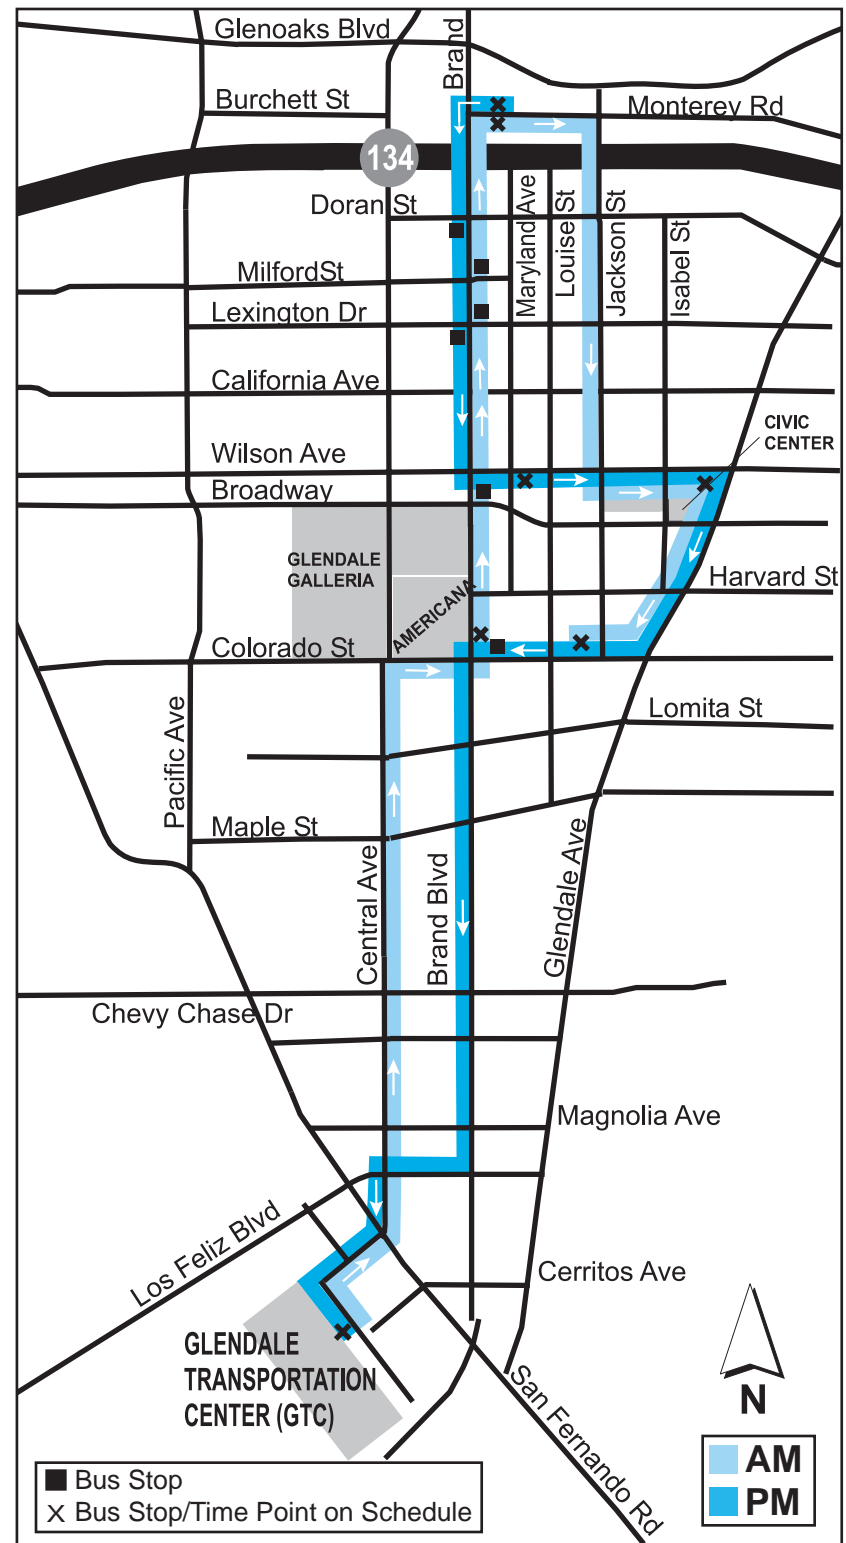 Glenoaks Blvd
Brand
Burchett St
Monterey Rd
134
Doran St
Maryland Ave
Louise St
Jackson St
Isabel St
MilfordSt
Lexington Dr
California Ave
CIVIC
CENTER
Wilson Ave
Broadway
GLENDALE
GALLERIA
AMERICANA
Harvard St
Colorado St
Lomita St
Pacific Ave
Maple St
Central Ave
Brand Blvd
Glendale Ave
Chevy Chase Dr
Magnolia Ave
Los Feliz Blvd
Cerritos Ave
GLENDALE
TRANSPORTATION
CENTER (GTC)
San Fernando Rd
N
AM
PM
Bus Stop
x Bus Stop/Time Point on Schedule